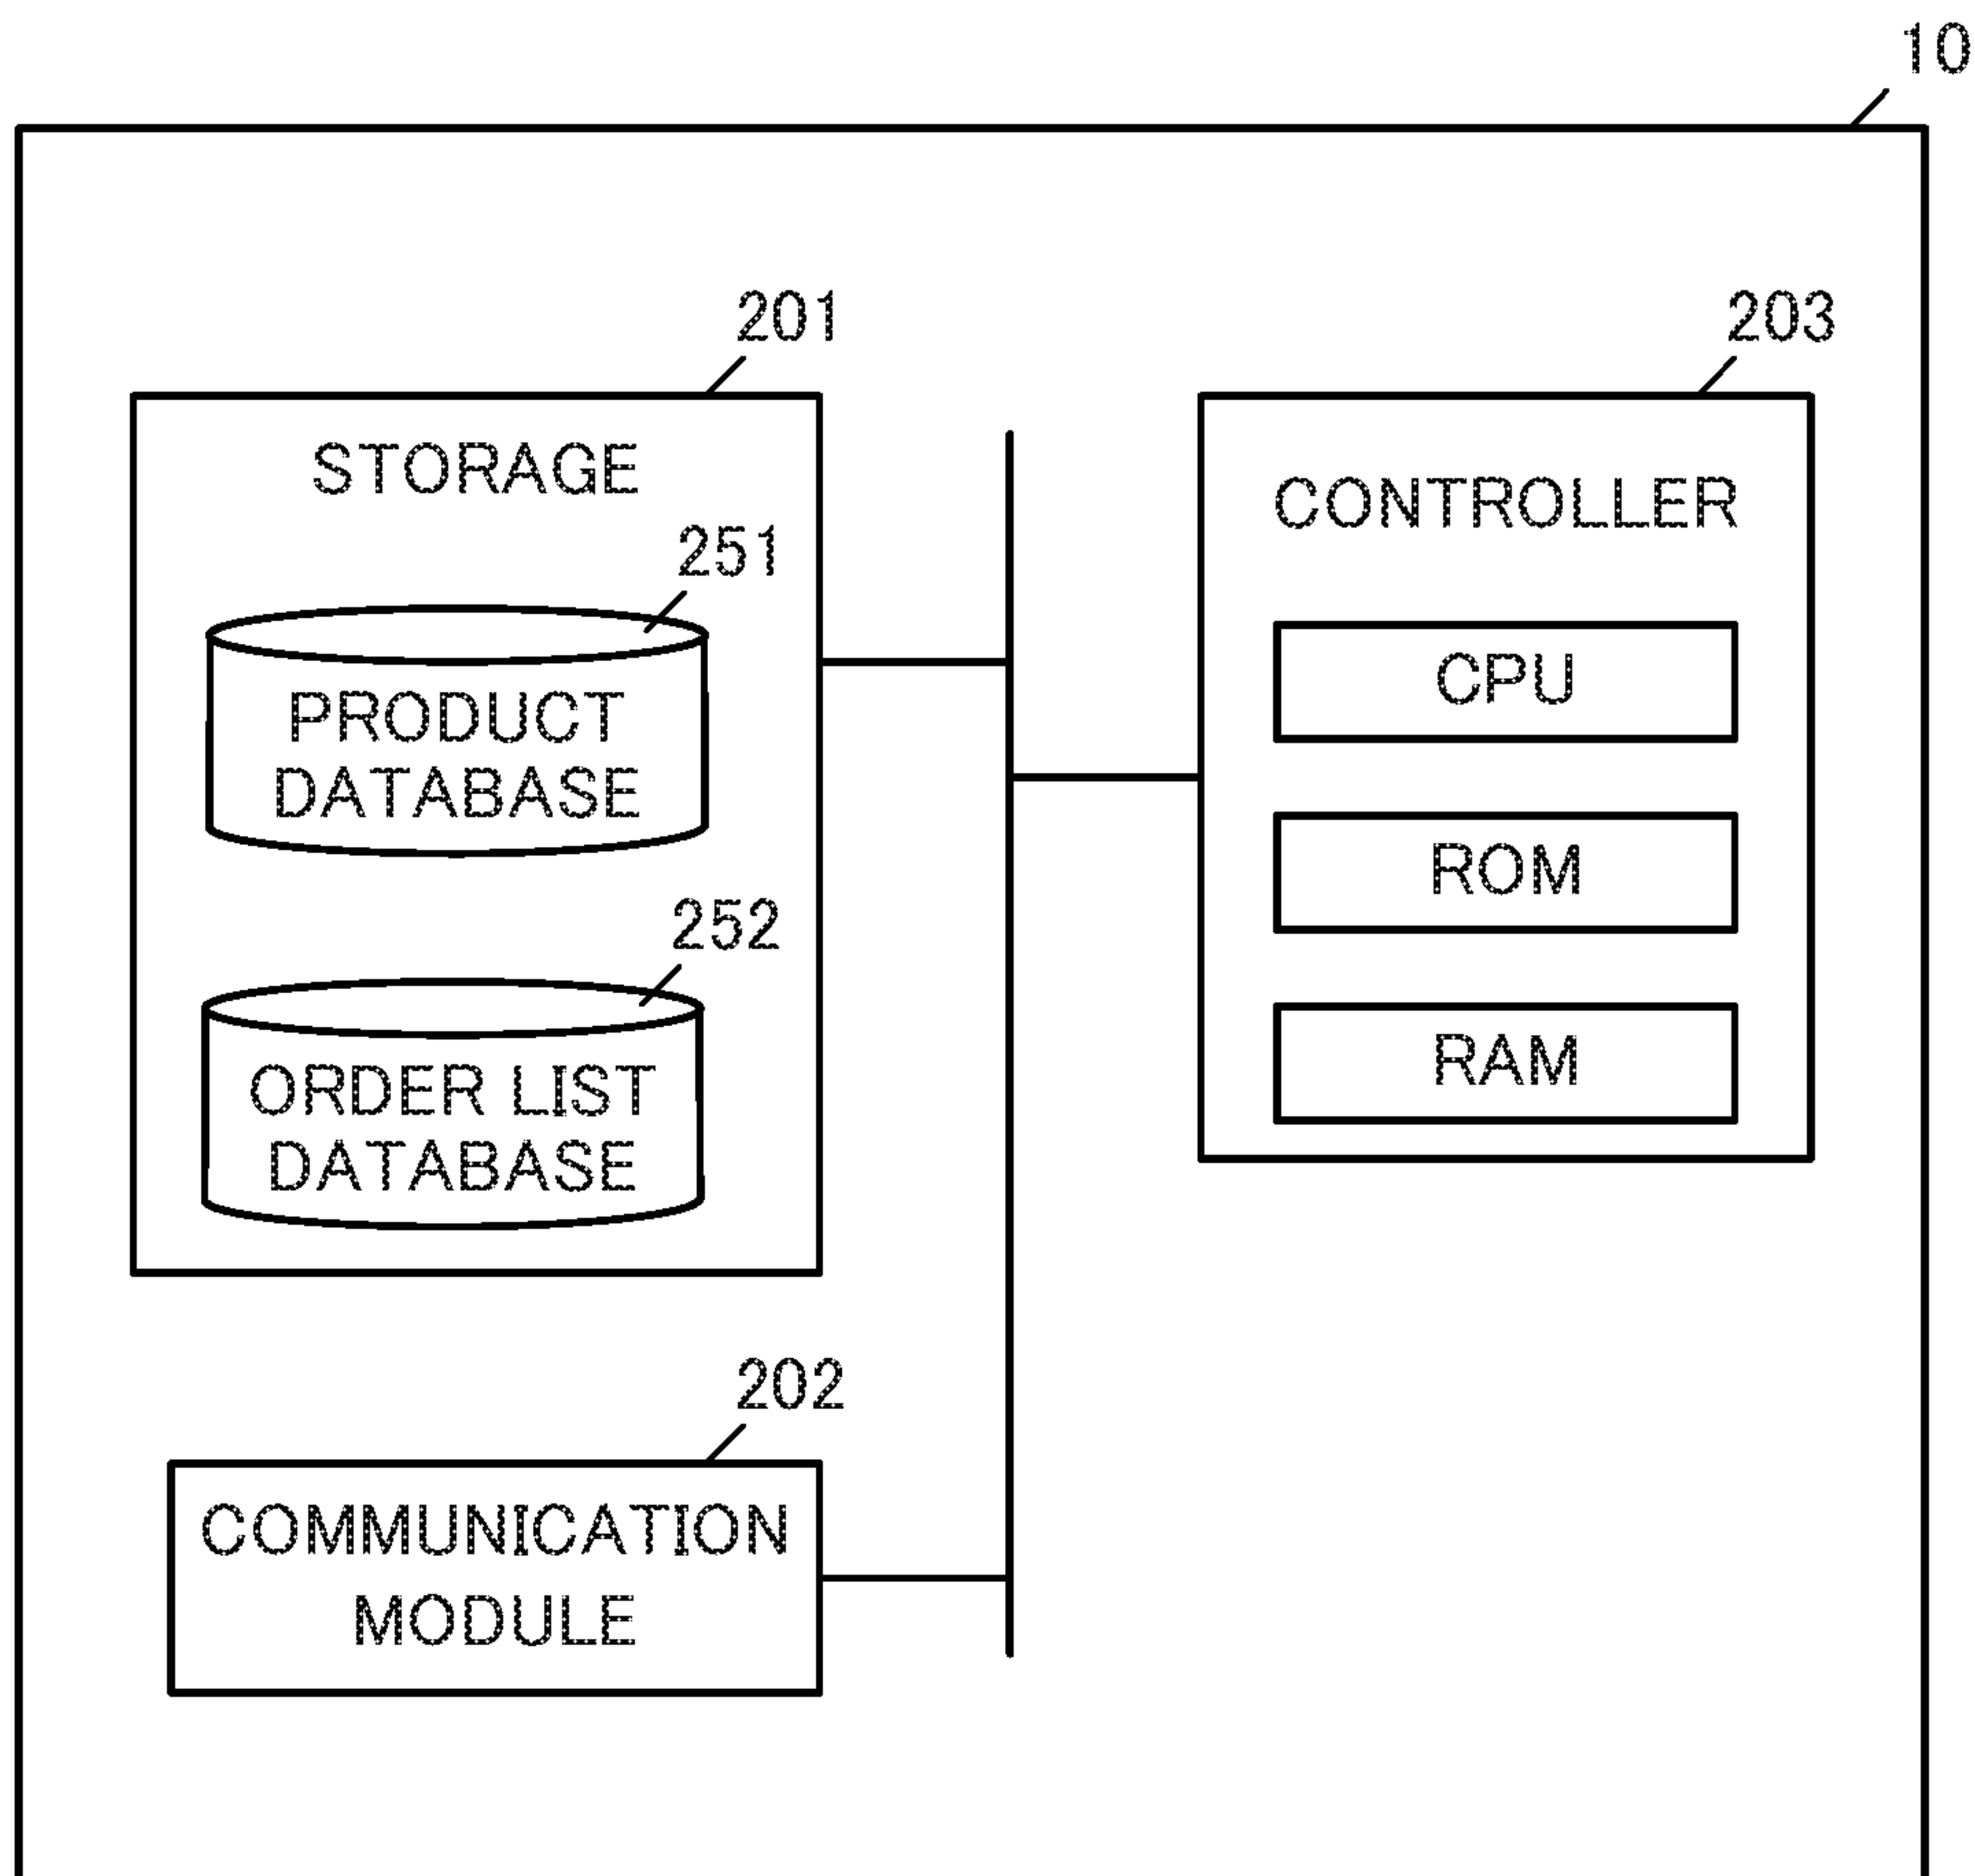 10
201
STORAGE
251
PRODUCT
DATABASE
252
ORDER LIST
DATABASE
202
COMMUNICATION
MODULE
203
CONTROLLER
CPU
ROM
RAM